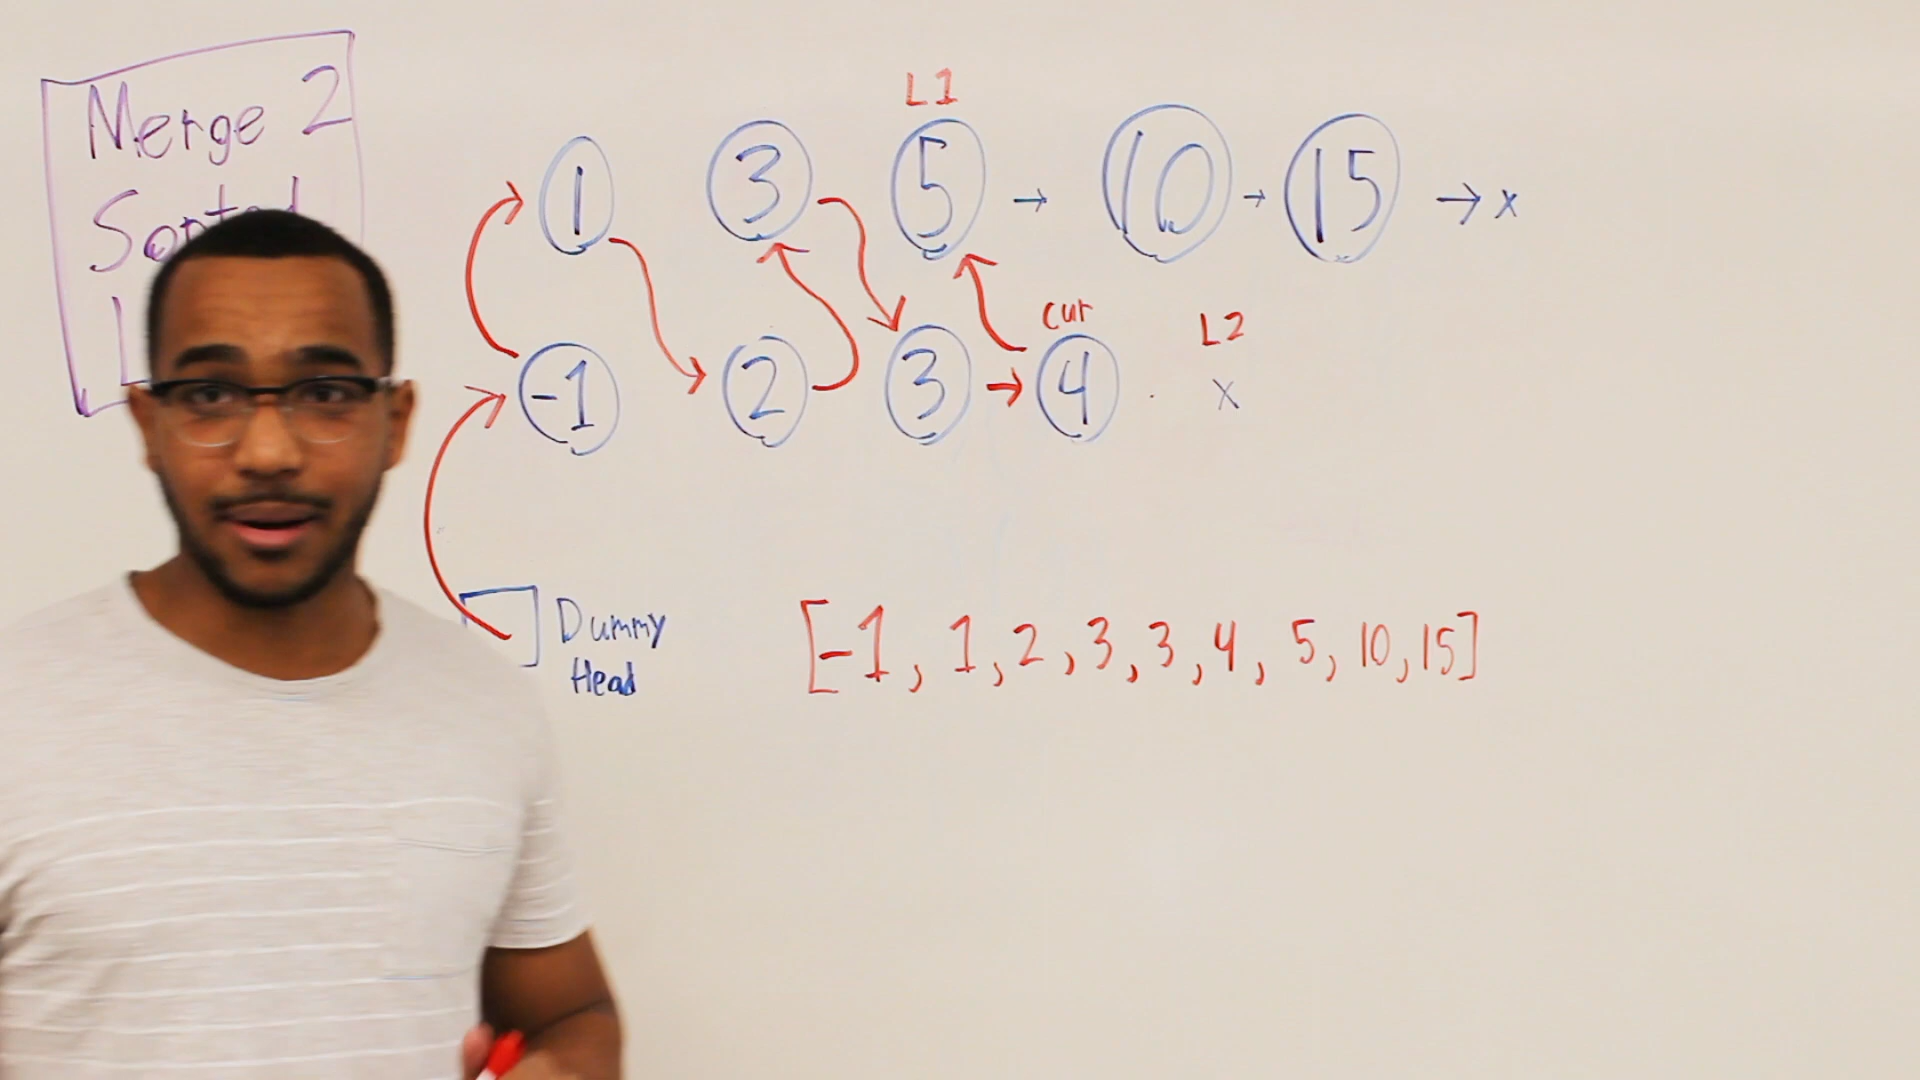 Merge 2
L1
1 3 5 → 10 → 15 → x
cur
L2
-1 2 3 → 4 x
Dummy
Head
[-1, 1, 2, 3, 3, 4, 5, 10, 15]